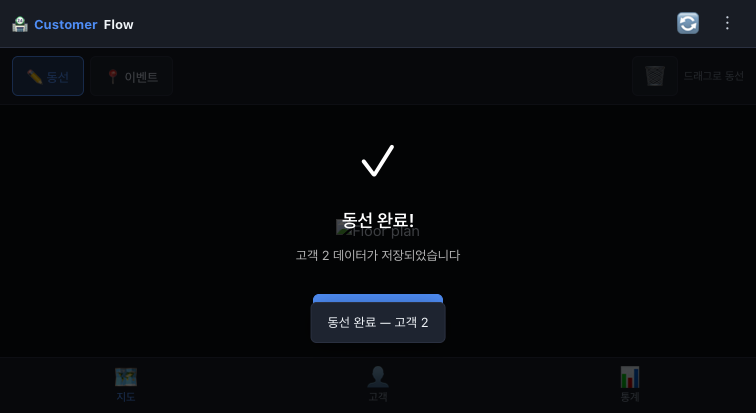 Customer Flow
동선
이벤트
드래그로 동선
동선 완료!
Floor plan
고객 2 데이터가 저장되었습니다
동선 완료 — 고객 2
지도
고객
통계